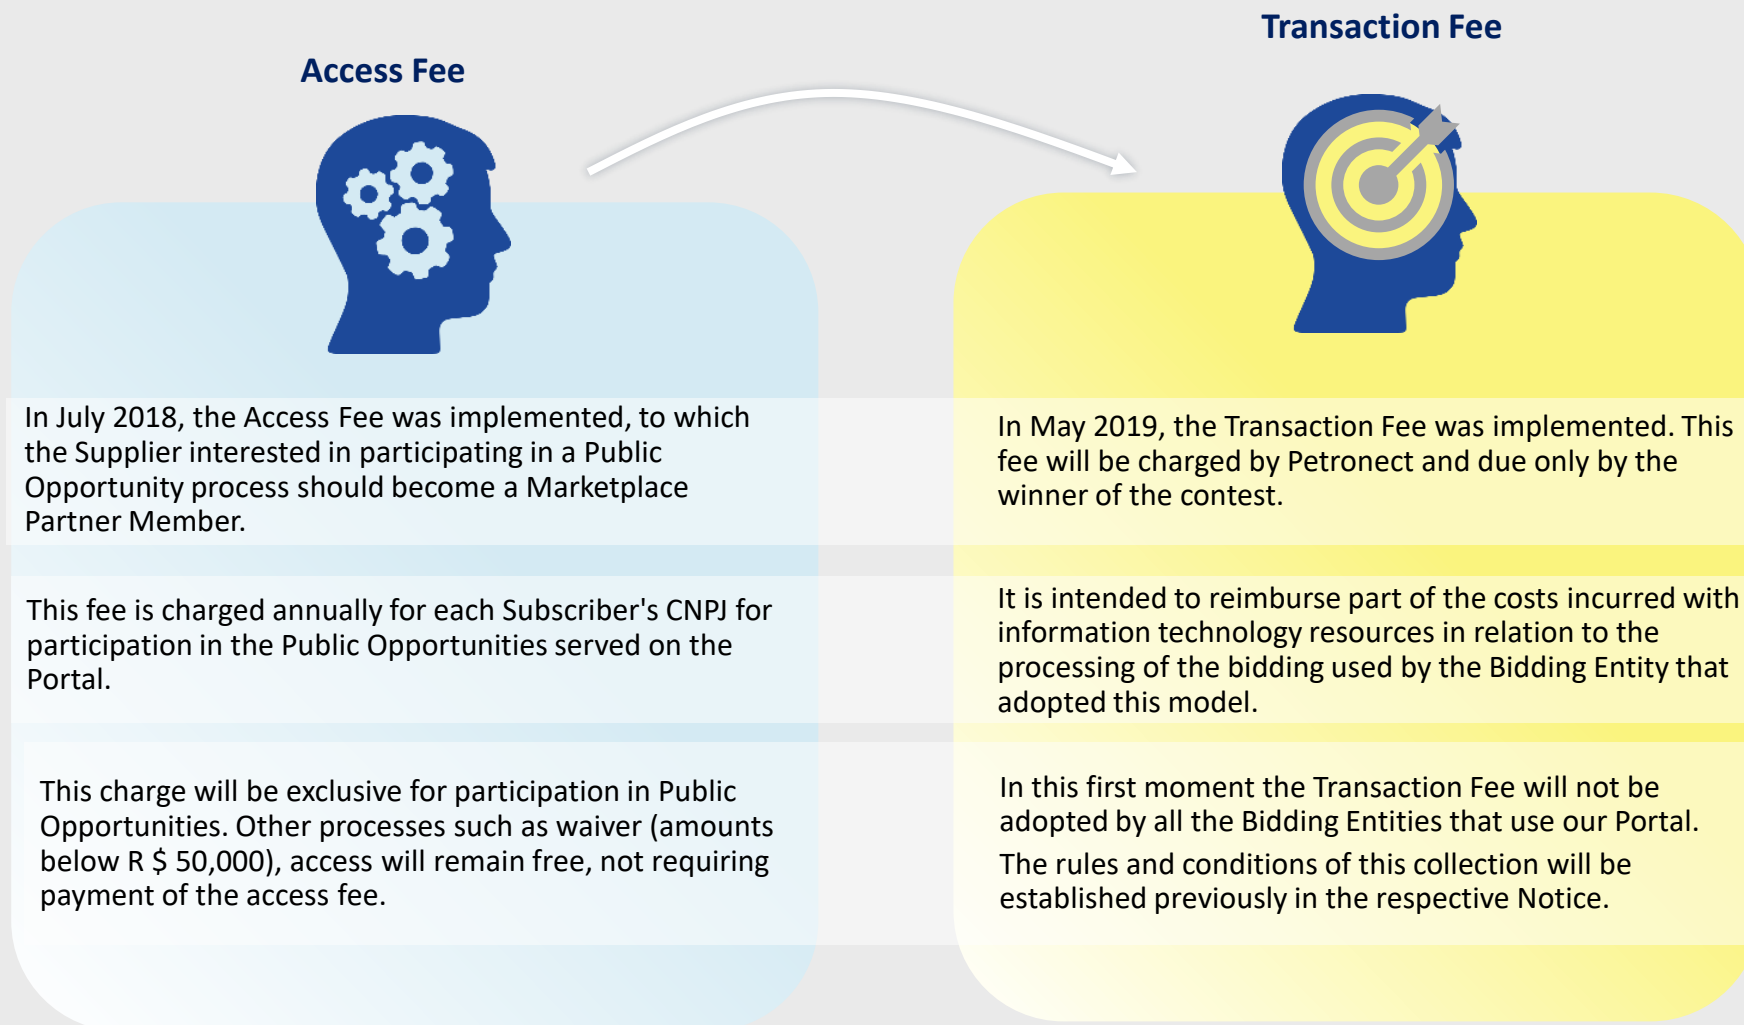 Access Fee
In July 2018, the Access Fee was implemented, to which
the Supplier interested in participating in a Public
Opportunity process should become a Marketplace
Partner Member.
This fee is charged annually for each Subscriber's CNPJ for
participation in the Public Opportunities served on the
Portal.
This charge will be exclusive for participation in Public
Opportunities. Other processes such as waiver (amounts
below R $ 50,000), access will remain free, not requiring
payment of the access fee.
Transaction Fee
In May 2019, the Transaction Fee was implemented. This
fee will be charged by Petronect and due only by the
winner of the contest.
It is intended to reimburse part of the costs incurred with
information technology resources in relation to the
processing of the bidding used by the Bidding Entity that
adopted this model.
In this first moment the Transaction Fee will not be
adopted by all the Bidding Entities that use our Portal.
The rules and conditions of this collection will be
established previously in the respective Notice.